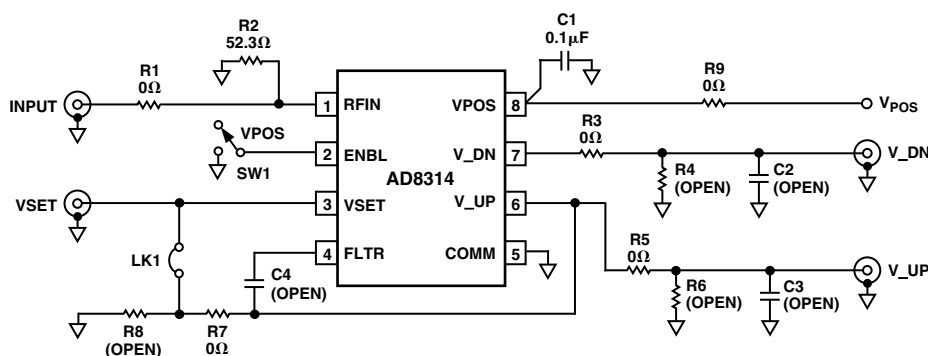 C1
0.1µF
R2
52.3Ω
R1
0Ω
R9
0Ω
INPUT
1
RFIN
VPOS
8
VPOS
R3
0Ω
VPOS
2
ENBL
V_DN
7
V_DN
SW1
AD8314
R4
(OPEN)
C2
(OPEN)
VSET
3
VSET
V_UP
6
R5
0Ω
LK1
4
FLTR
COMM
5
V_UP
C4
(OPEN)
R6
(OPEN)
C3
(OPEN)
R8
(OPEN)
R7
0Ω